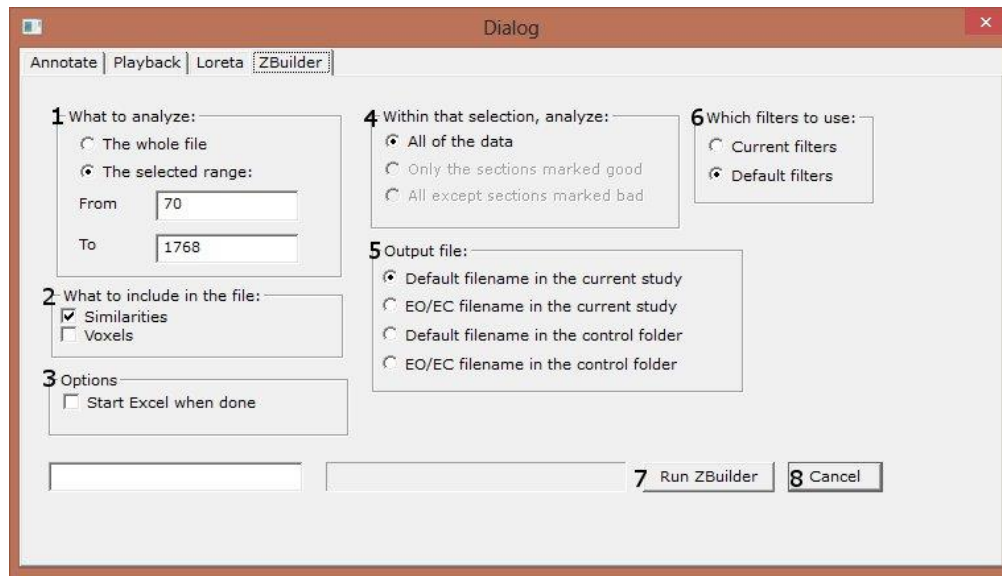 Dialog
Annotate Playback Loreta ZBuilder
1 What to analyze:
The whole file
The selected range:
From 70
To 1768
2 What to include in the file:
Similarities
Voxels
3 Options
Start Excel when done
4 Within that selection, analyze:
All of the data
Only the sections marked good
All except sections marked bad
5 Output file:
Default filename in the current study
EO/EC filename in the current study
Default filename in the control folder
EO/EC filename in the control folder
6 Which filters to use:
Current filters
Default filters
7 Run ZBuilder
8 Cancel